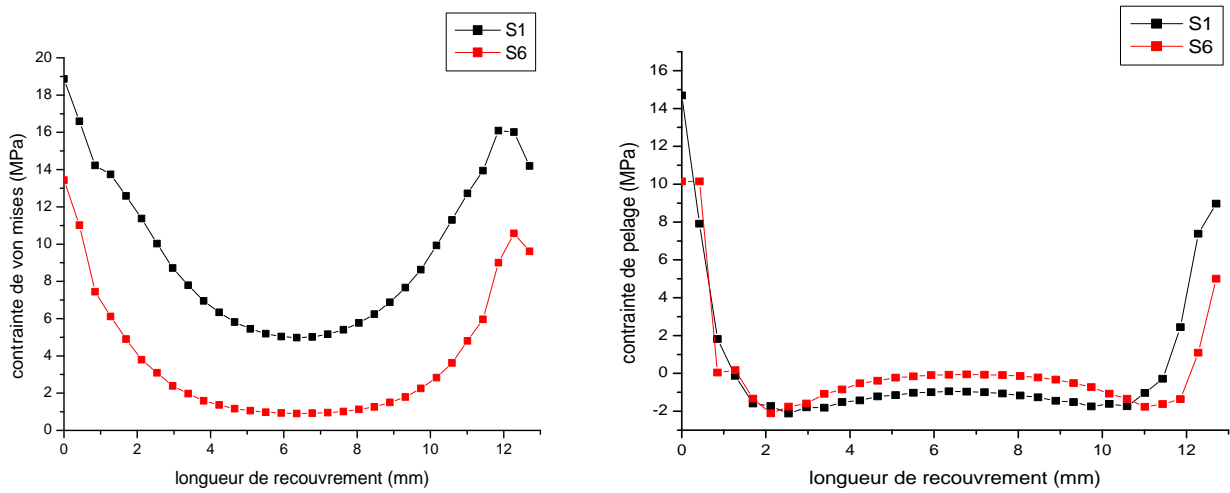 S1
S6
20
18
16
14
12
10
8
6
4
2
0
contrainte de von mises (MPa)
0 2 4 6 8 10 12
longueur de recouvrement (mm)
S1
S6
16
14
12
10
8
6
4
2
0
-2
contrainte de pelage (MPa)
0 2 4 6 8 10 12
longueur de recouvrement (mm)